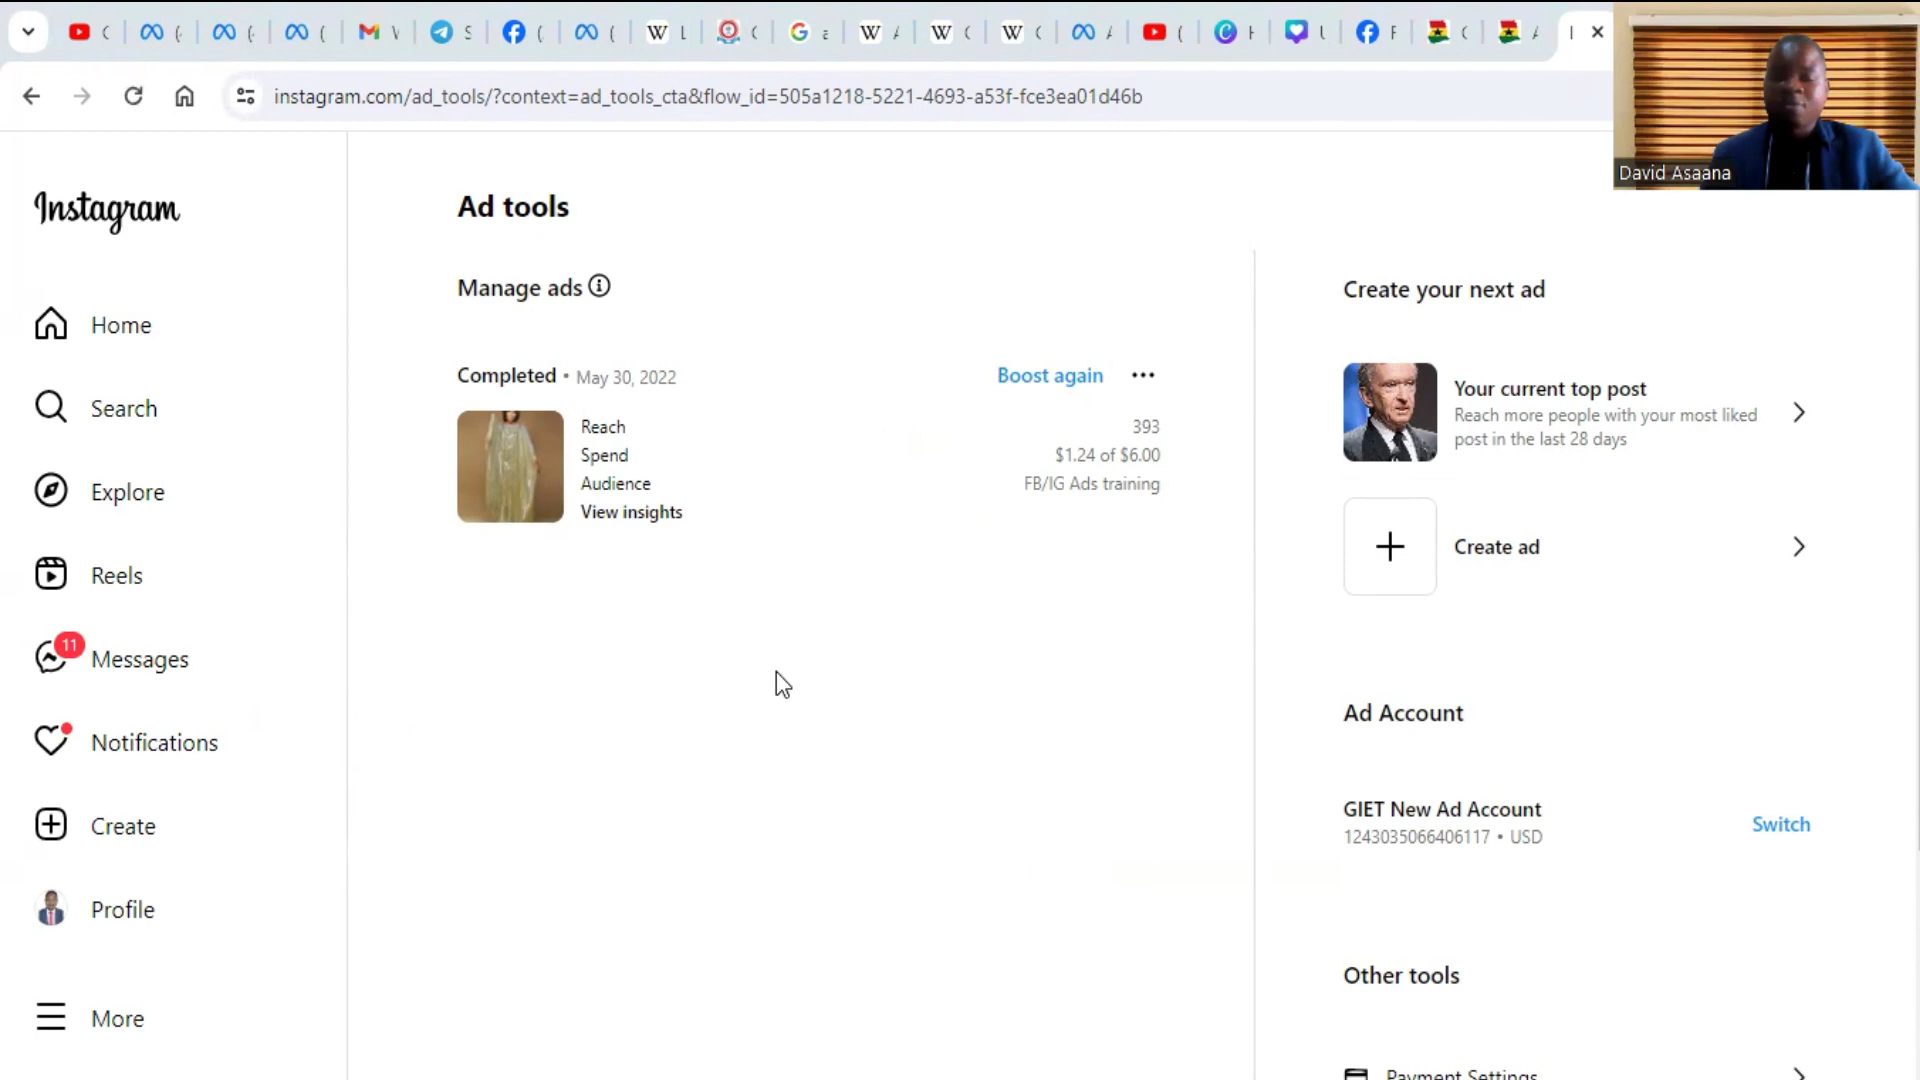 instagram.com/ad_tools/?context=ad_tools_cta&flow_id=505a1218-5221-4693-a53f-fce3ea01d46b
David Asaana
Instagram
Home
Search
Explore
Reels
11
Messages
Notifications
Create
Profile
More
Ad tools
Manage ads
Completed • May 30, 2022
Boost again
Reach 393
Spend $1.24 of $6.00
Audience FB/IG Ads training
View insights
Create your next ad
Your current top post
Reach more people with your most liked
post in the last 28 days
Create ad
Ad Account
GIET New Ad Account
1243035066406117 • USD
Switch
Other tools
Payment Settings